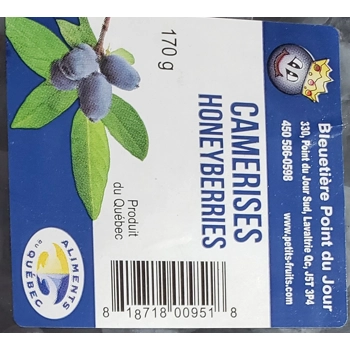 Bleuetière Point du Jour
330, Point du Jour Sud, Lavaltrie Qc, J5T 3P4
450 586-0598
www.petits-fruits.com
CAMERISES
HONEYBERRIES
170 g
Produit
du Québec
ALIMENTS
DU QUÉBEC
8 18718 00951 8